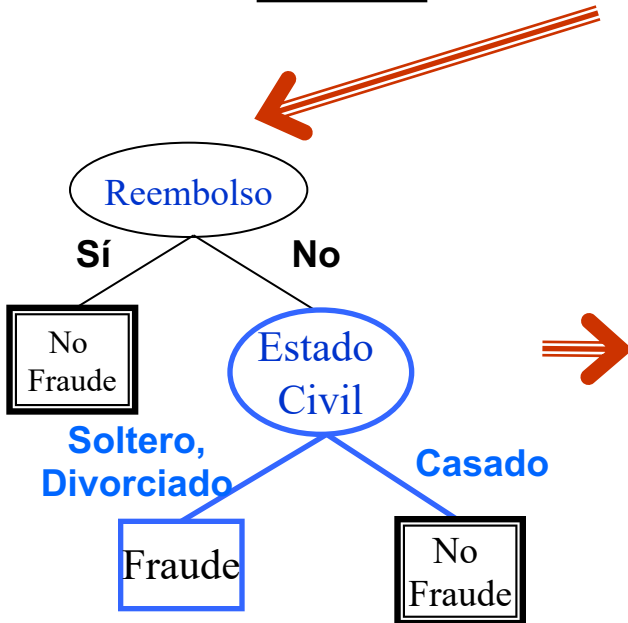 Reembolso
Sí
No
No
Fraude
Estado
Civil
Soltero,
Divorciado
Casado
Fraude
No
Fraude